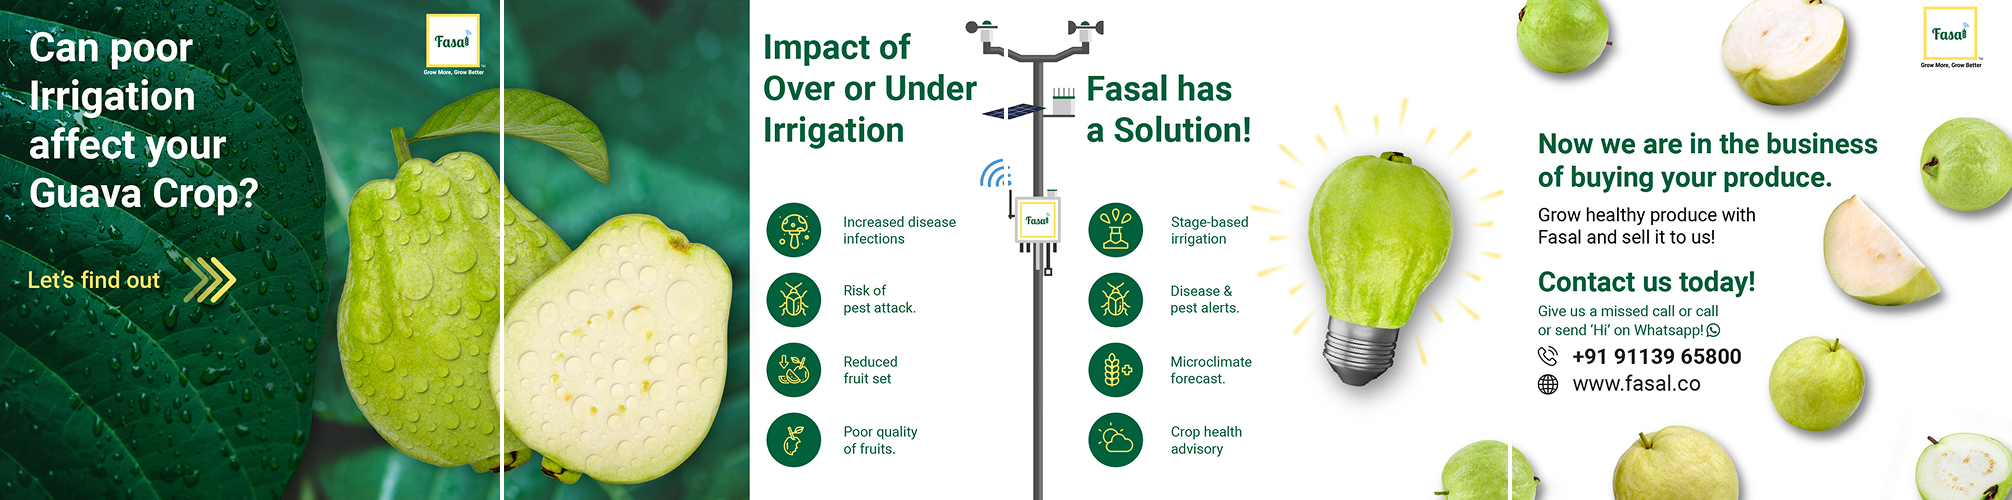 Can poor
Irrigation
affect your
Guava Crop?
Let's find out
Fasal
Grow More, Grow Better
Impact of
Over or Under
Irrigation
Increased disease
infections
Risk of
pest attack.
Reduced
fruit set
Poor quality
of fruits.
Fasal
Fasal has
a Solution!
Stage-based
irrigation
Disease &
pest alerts.
Microclimate
forecast.
Crop health
advisory
Fasal
Grow More, Grow Better
Now we are in the business
of buying your produce.
Grow healthy produce with
Fasal and sell it to us!
Contact us today!
Give us a missed call or call
or send ‘Hi’ on Whatsapp!
+91 91139 65800
www.fasal.co